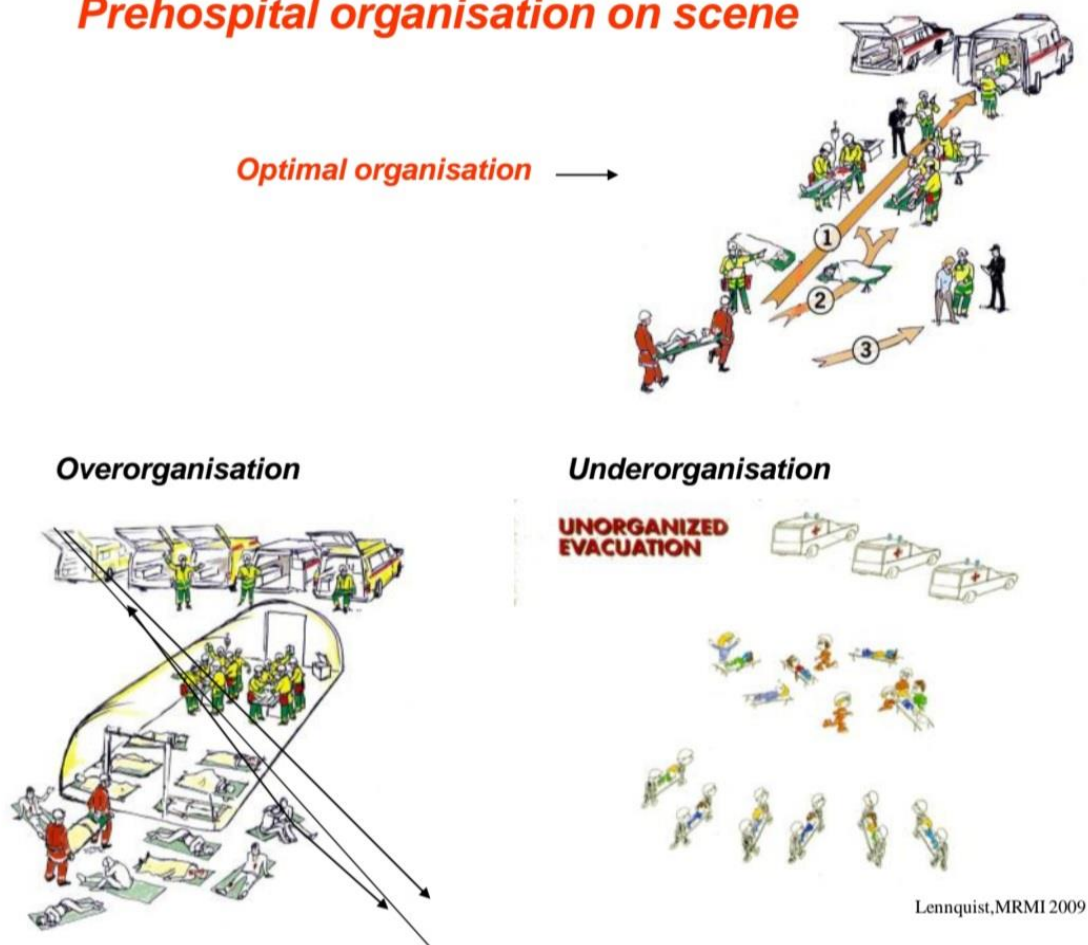 Prehospital organisation on scene
Optimal organisation
1
2
3
Overorganisation
Underorganisation
UNORGANIZED
EVACUATION
Lennquist,MRMI 2009